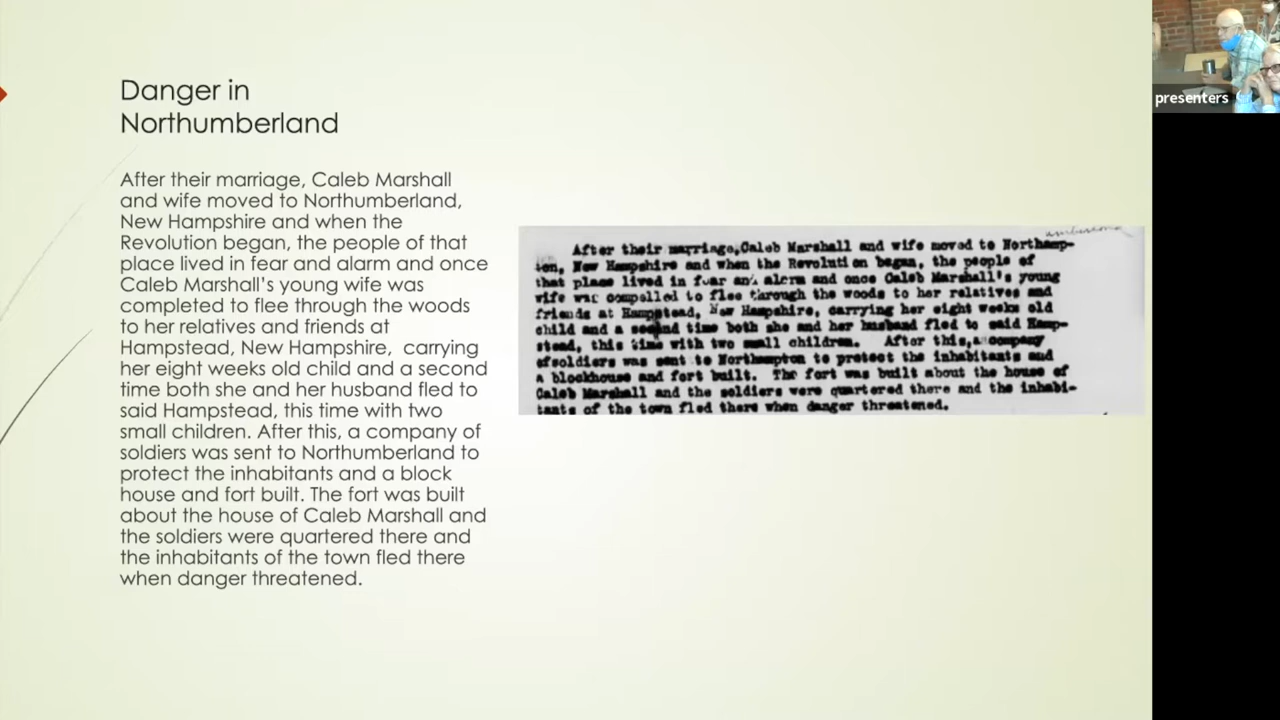 Danger in
Northumberland
After their marriage, Caleb Marshall
and wife moved to Northumberland,
New Hampshire and when the
Revolution began, the people of that
place lived in fear and alarm and once
Caleb Marshall's young wife was
completed to flee through the woods
to her relatives and friends at
Hampstead, New Hampshire, carrying
her eight weeks old child and a second
time both she and her husband fled to
said Hampstead, this time with two
small children. After this, a company of
soldiers was sent to Northumberland to
protect the inhabitants and a block
house and fort built. The fort was built
about the house of Caleb Marshall and
the soldiers were quartered there and
the inhabitants of the town fled there
when danger threatened.
After their marriage,Caleb Marshall and wife moved to Northamp-
ton, New Hampshire and when the Revoluti on began, the people of
that place lived in fear and alarm and once Caleb Marshall's young
wife was compelled to flee through the woods to her relatives and
friends at Hampstead, New Hampshire, carrying her eight weeks old
child and a second time both she and her husband fled to said Hamp-
stead, this time with two small children. After this,a company
ofsoldiers was sent to Northampton to protect the inhabitants and
a blockhouse and fort built. The fort was built about the house of
Caleb Marshall and the soldiers were quartered there and the inhabi-
tants of the town fled there when danger threatened.
presenters